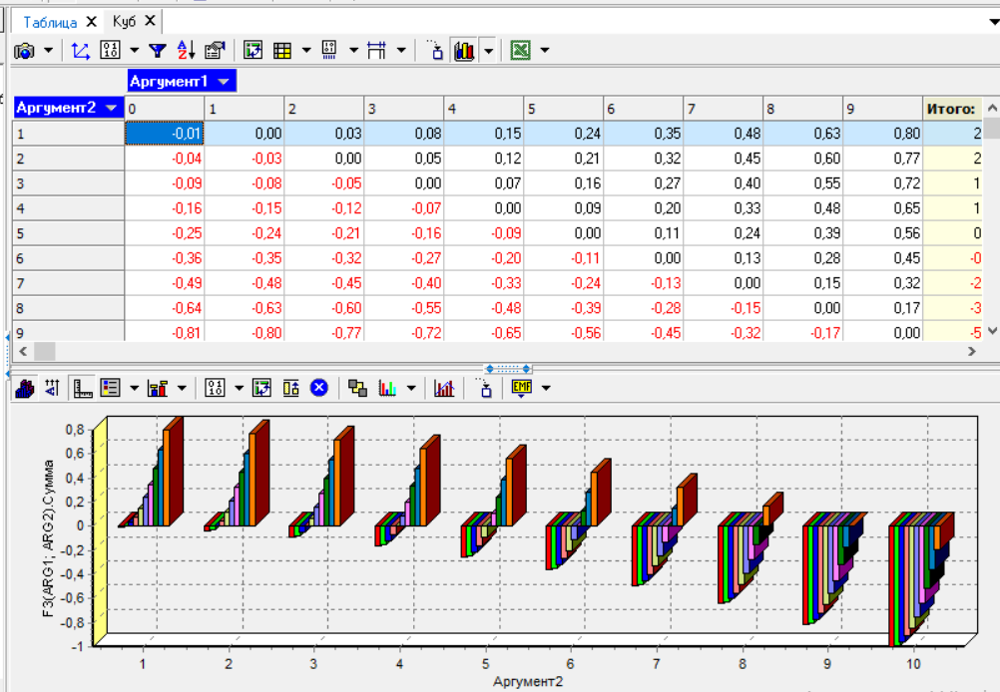 Таблица X Куб X
Аргумент1
Аргумент2 0 1 2 3 4 5 6 7 8 9 Итого:
1 -0,01 0,00 0,03 0,08 0,15 0,24 0,35 0,48 0,63 0,80 2
2 -0,04 -0,03 0,00 0,05 0,12 0,21 0,32 0,45 0,60 0,77 2
3 -0,09 -0,08 -0,05 0,00 0,07 0,16 0,27 0,40 0,55 0,72 1
4 -0,16 -0,15 -0,12 -0,07 0,00 0,09 0,20 0,33 0,48 0,65 1
5 -0,25 -0,24 -0,21 -0,16 -0,09 0,00 0,11 0,24 0,39 0,56 0
6 -0,36 -0,35 -0,32 -0,27 -0,20 -0,11 0,00 0,13 0,28 0,45 -0
7 -0,49 -0,48 -0,45 -0,40 -0,33 -0,24 -0,13 0,00 0,15 0,32 -2
8 -0,64 -0,63 -0,60 -0,55 -0,48 -0,39 -0,28 -0,15 0,00 0,17 -3
9 -0,81 -0,80 -0,77 -0,72 -0,65 -0,56 -0,45 -0,32 -0,17 0,00 -5
EMF
F3(ARG1; ARG2).Сумма
0,8
0,6
0,4
0,2
0
-0,2
-0,4
-0,6
-0,8
-1
1 2 3 4 5 6 7 8 9 10
Аргумент2